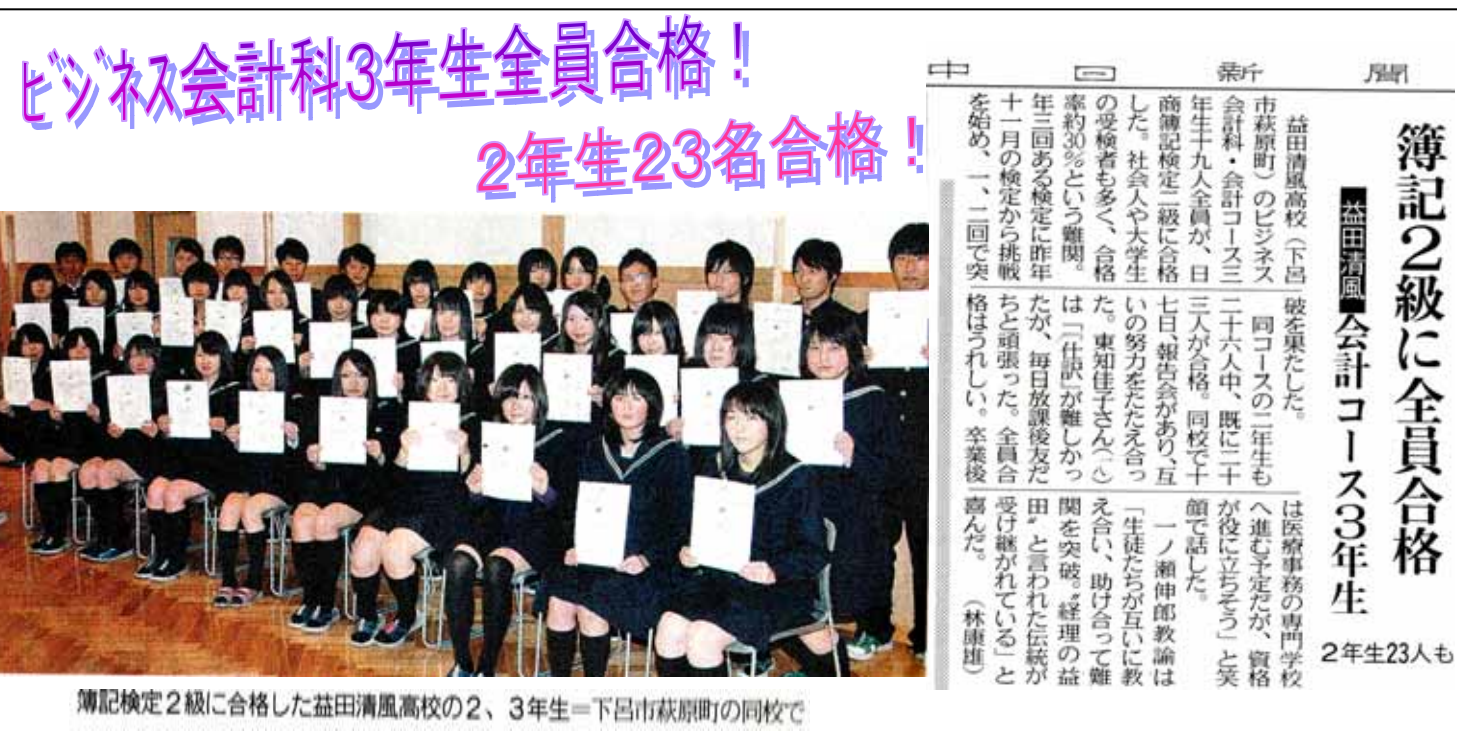 ビジネス会計科3年生全員合格！
2年生23名合格！
中日新聞
簿記２級に全員合格
益田清風 会計コース３年生
２年生23人も
益田清風高校（下呂
市萩原町）のビジネス
会計科・会計コース三
年生十九人全員が、日
商簿記検定二級に合格
した。社会人や大学生
の受検者も多く、合格
率約30％という難関。
年三回ある検定に昨年
十一月の検定から挑戦
を始め、一、二回で突
破を果たした。
同コースの二年生も
二十六人中、既に二十
三人が合格。同校で十
七日、報告会があり、互
いの努力をたたえ合っ
た。東知佳子さん（一八）
は「「仕訳」が難しかっ
たが、毎日放課後友だ
ちと頑張った。全員合
格はうれしい。卒業後
は医療事務の専門学校
へ進む予定だが、資格
が役に立ちそう」と笑
顔で話した。
一ノ瀬伸郎教諭は
「生徒たちが互いに教
え合い、助け合って難
関を突破。〝経理の益
田〟と言われた伝統が
受け継がれている」と
喜んだ。
（林康雄）
簿記検定２級に合格した益田清風高校の２、３年生＝下呂市萩原町の同校で